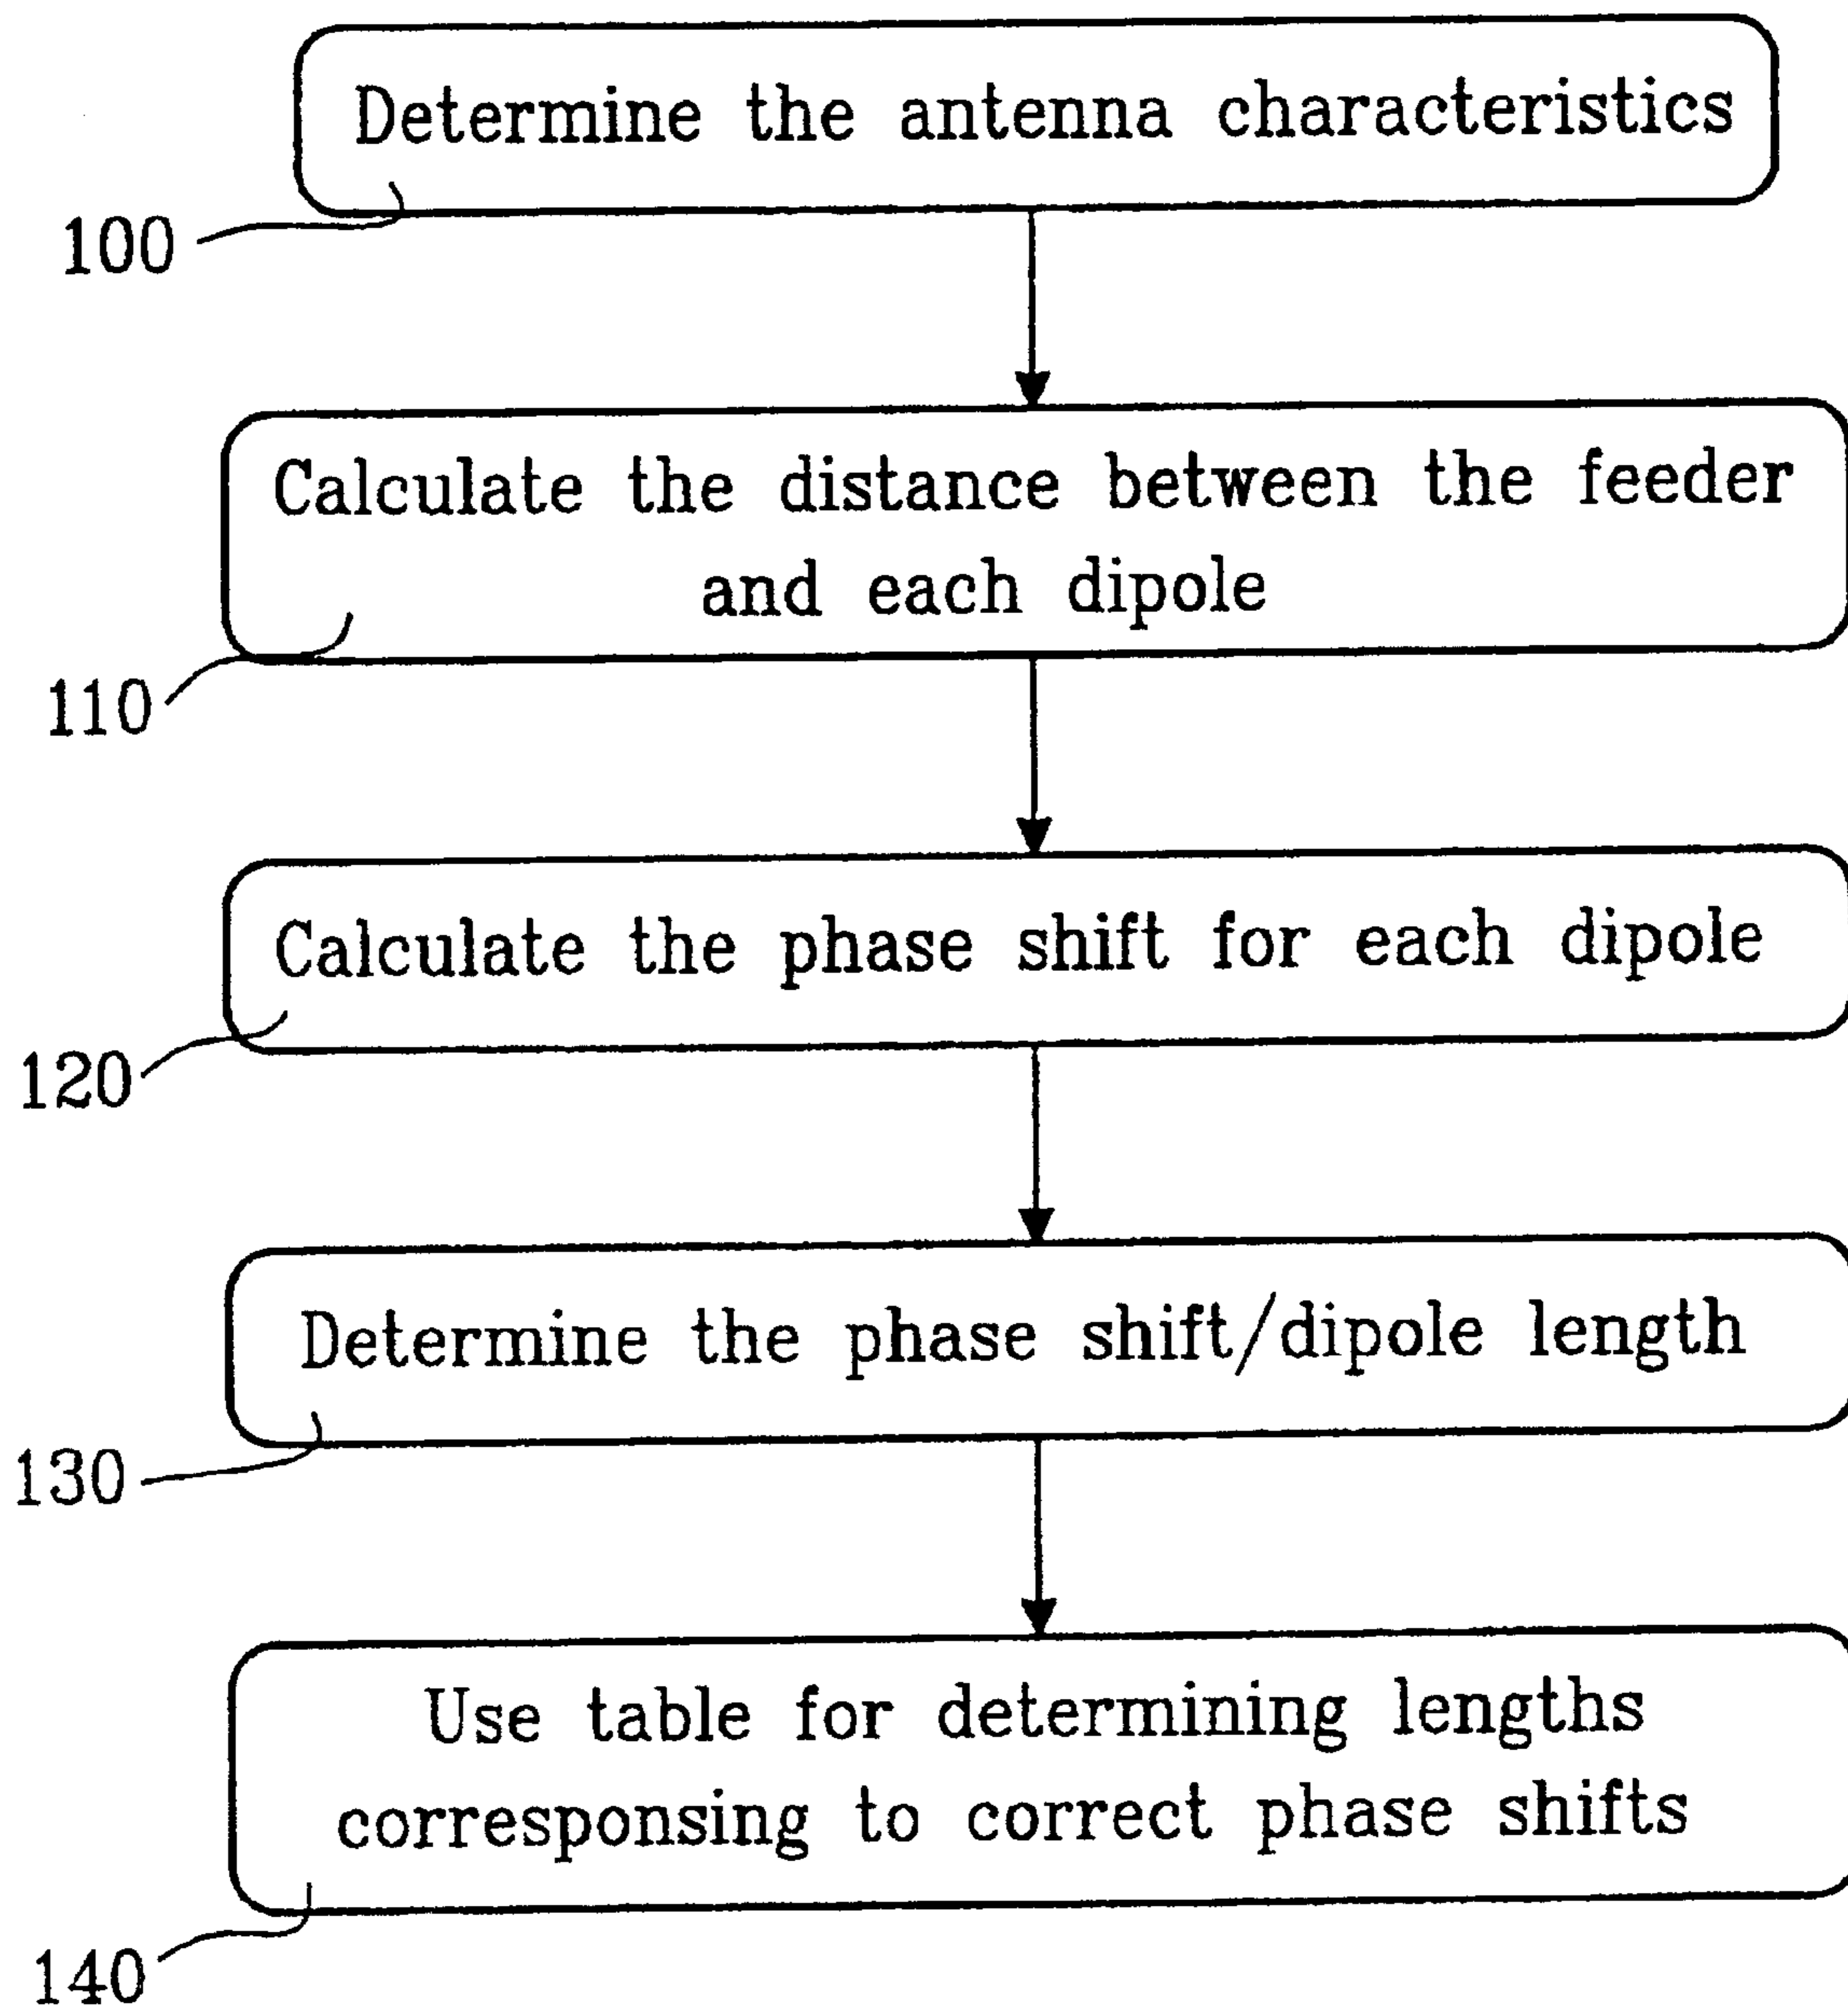 Determine the antenna characteristics
100
Calculate the distance between the feeder
and each dipole
110
Calculate the phase shift for each dipole
120
Determine the phase shift/dipole length
130
Use table for determining lengths
corresponsing to correct phase shifts
140